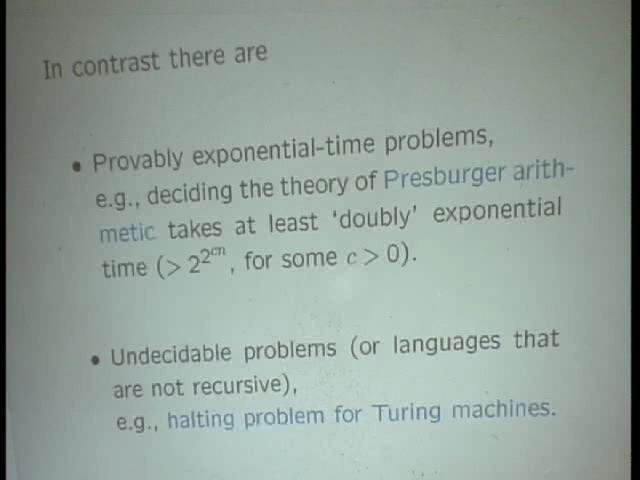 In contrast there are
• Provably exponential-time problems,
e.g., deciding the theory of Presburger arith-
metic takes at least ‘doubly’ exponential
time (> 2^{2^{cn}}, for some c > 0).
• Undecidable problems (or languages that
are not recursive),
e.g., halting problem for Turing machines.